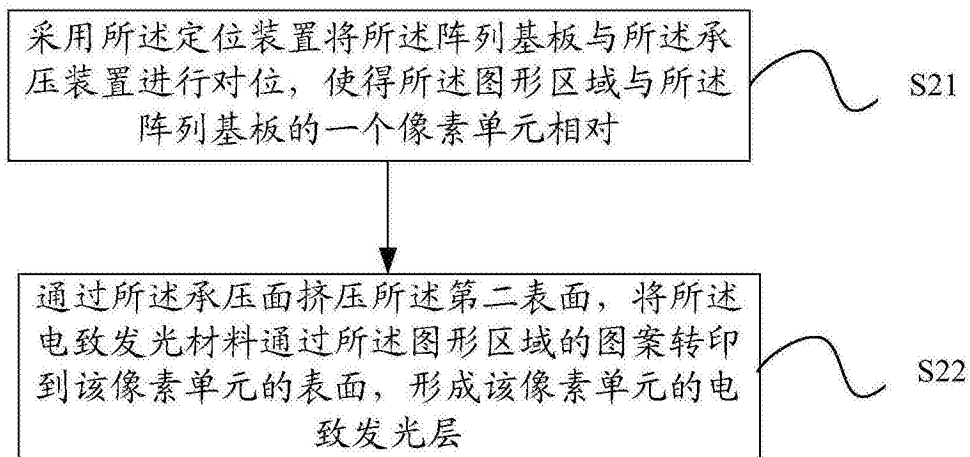 采用所述定位装置将所述阵列基板与所述承
压装置进行对位，使得所述图形区域与所述
阵列基板的一个像素单元相对
S21
通过所述承压面挤压所述第二表面，将所述
电致发光材料通过所述图形区域的图案转印
到该像素单元的表面，形成该像素单元的电
致发光层
S22